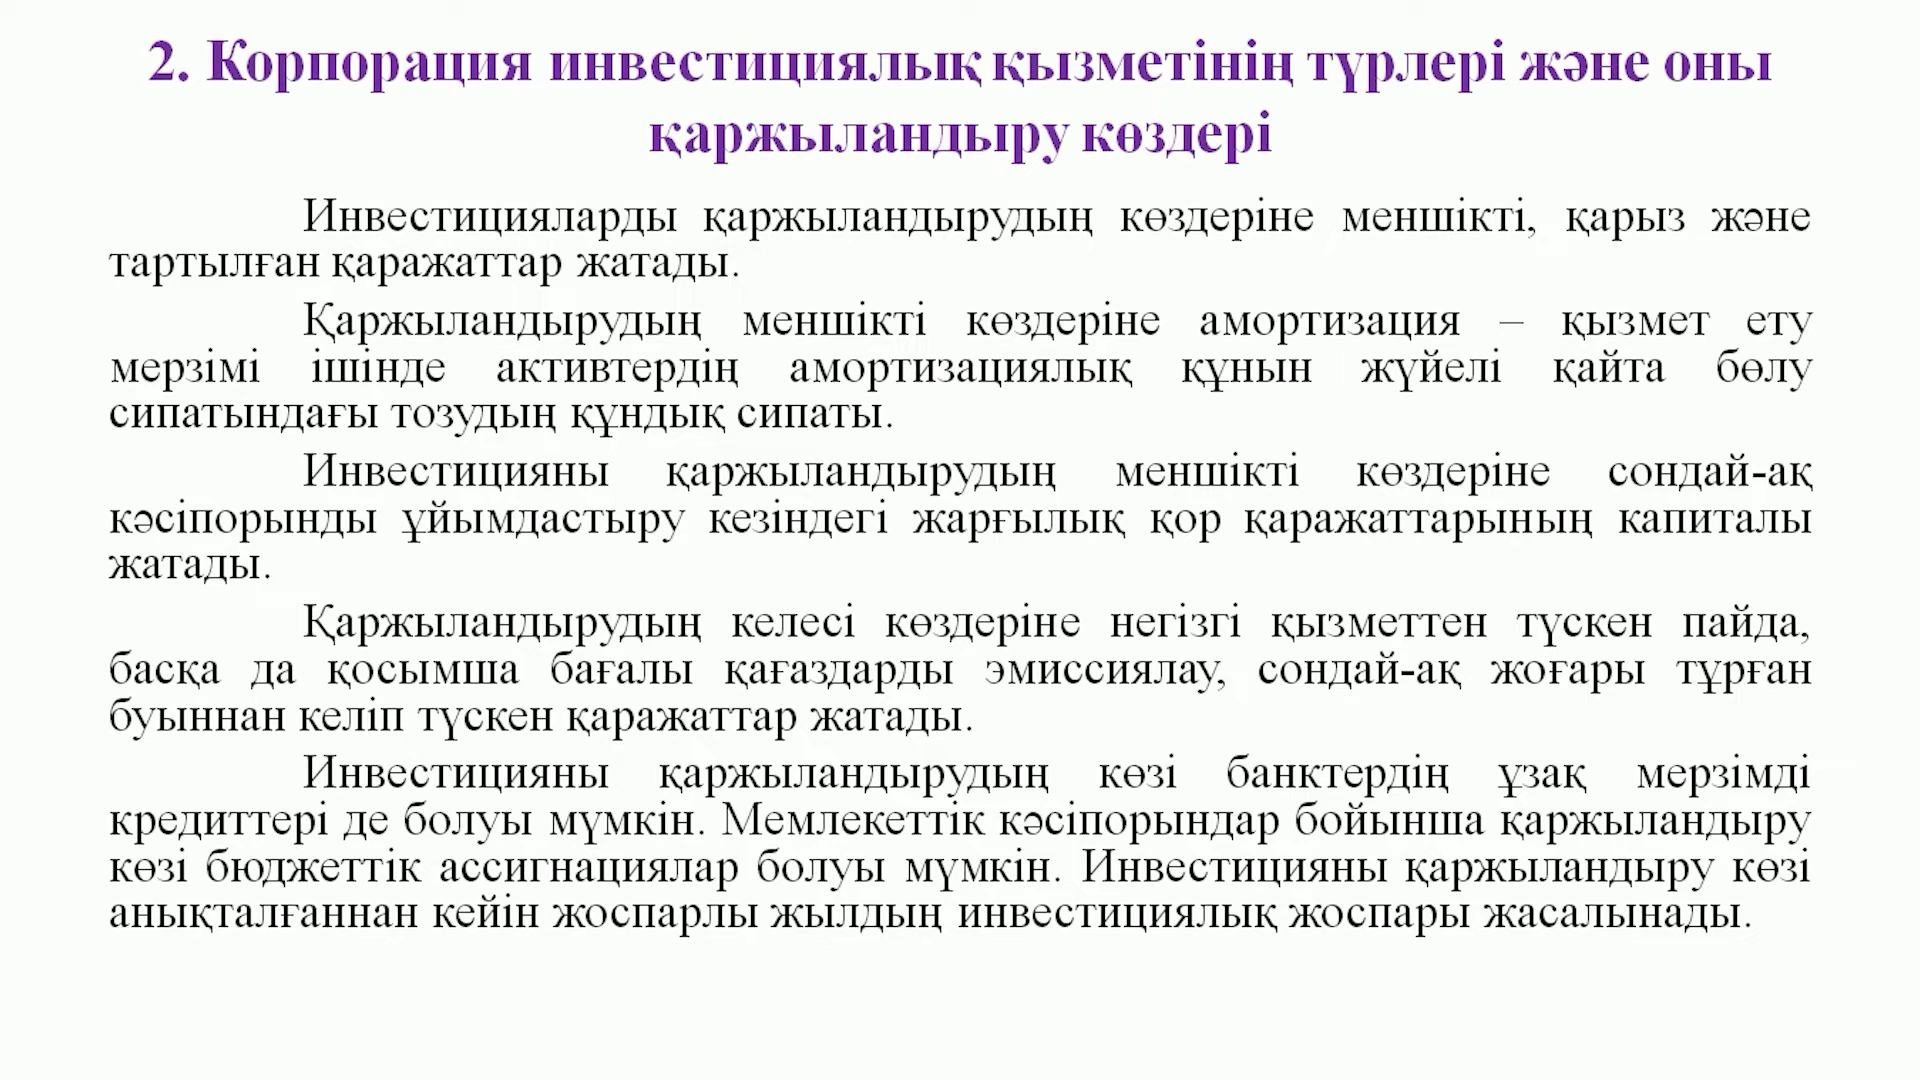 2. Корпорация инвестициялық қызметінің түрлері және оны
қаржыландыру көздері
Инвестицияларды қаржыландырудың көздеріне меншікті, қарыз және
тартылған қаражаттар жатады.
Қаржыландырудың меншікті көздеріне амортизация – қызмет ету
мерзімі ішінде активтердің амортизациялық құнын жүйелі қайта бөлу
сипатындағы тозудың құндық сипаты.
Инвестицияны қаржыландырудың меншікті көздеріне сондай-ақ
кәсіпорынды ұйымдастыру кезіндегі жарғылық қор қаражаттарының капиталы
жатады.
Қаржыландырудың келесі көздеріне негізгі қызметтен түскен пайда,
басқа да қосымша бағалы қағаздарды эмиссиялау, сондай-ақ жоғары тұрған
буыннан келіп түскен қаражаттар жатады.
Инвестицияны қаржыландырудың көзі банктердің ұзақ мерзімді
кредиттері де болуы мүмкін. Мемлекеттік кәсіпорындар бойынша қаржыландыру
көзі бюджеттік ассигнациялар болуы мүмкін. Инвестицияны қаржыландыру көзі
анықталғаннан кейін жоспарлы жылдың инвестициялық жоспары жасалынады.